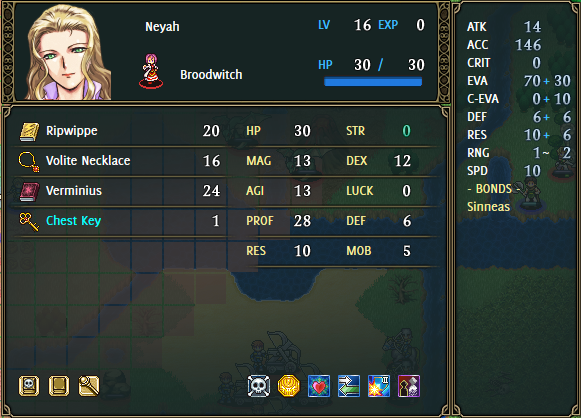 Neyah LV 16 EXP 0
Broodwitch HP 30 / 30
Ripwippe 20 HP 30 STR 0
Volite Necklace 16 MAG 13 DEX 12
Verminius 24 AGI 13 LUCK 0
Chest Key 1 PROF 28 DEF 6
RES 10 MOB 5
ATK 14
ACC 146
CRIT 0
EVA 70 + 30
C-EVA 0 + 10
DEF 6 + 6
RES 10 + 6
RNG 1 ~ 2
SPD 10
- BONDS -
Sinneas